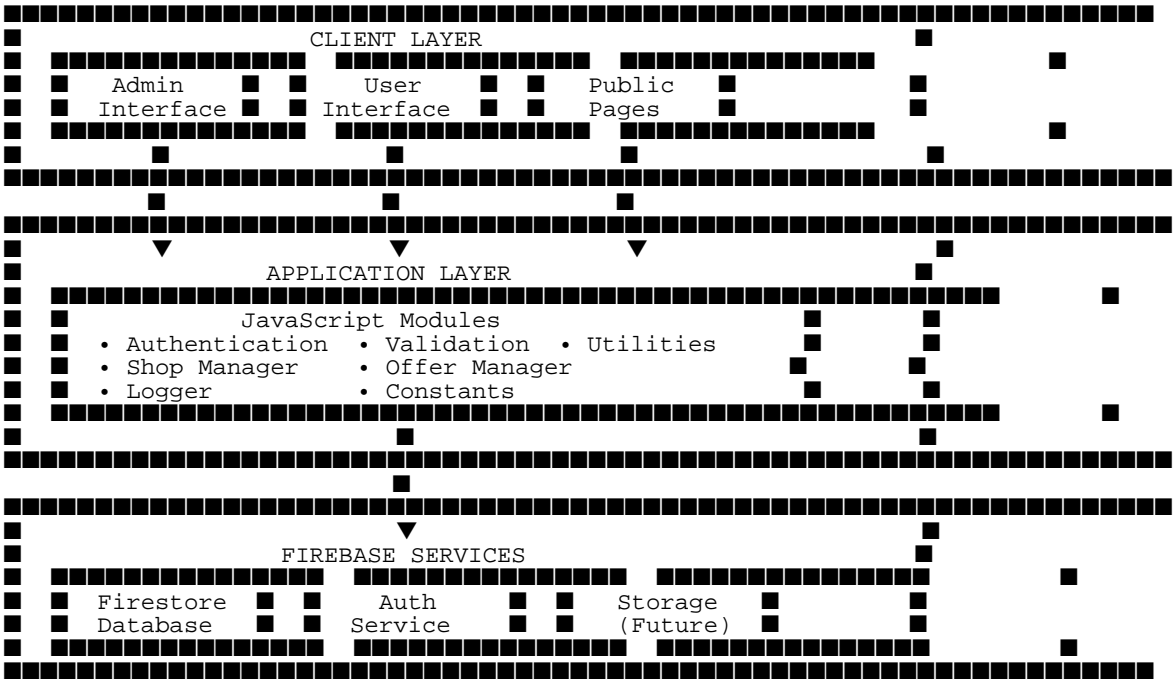 CLIENT LAYER
Admin User Public
Interface Interface Pages
APPLICATION LAYER
JavaScript Modules
• Authentication • Validation • Utilities
• Shop Manager • Offer Manager
• Logger • Constants
FIREBASE SERVICES
Firestore Auth Storage
Database Service (Future)